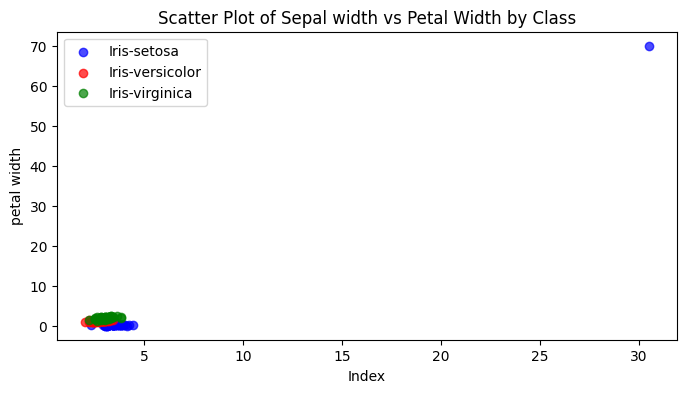 Scatter Plot of Sepal width vs Petal Width by Class
Iris-setosa
Iris-versicolor
Iris-virginica
petal width
70
60
50
40
30
20
10
0
5
10
15
20
25
30
Index